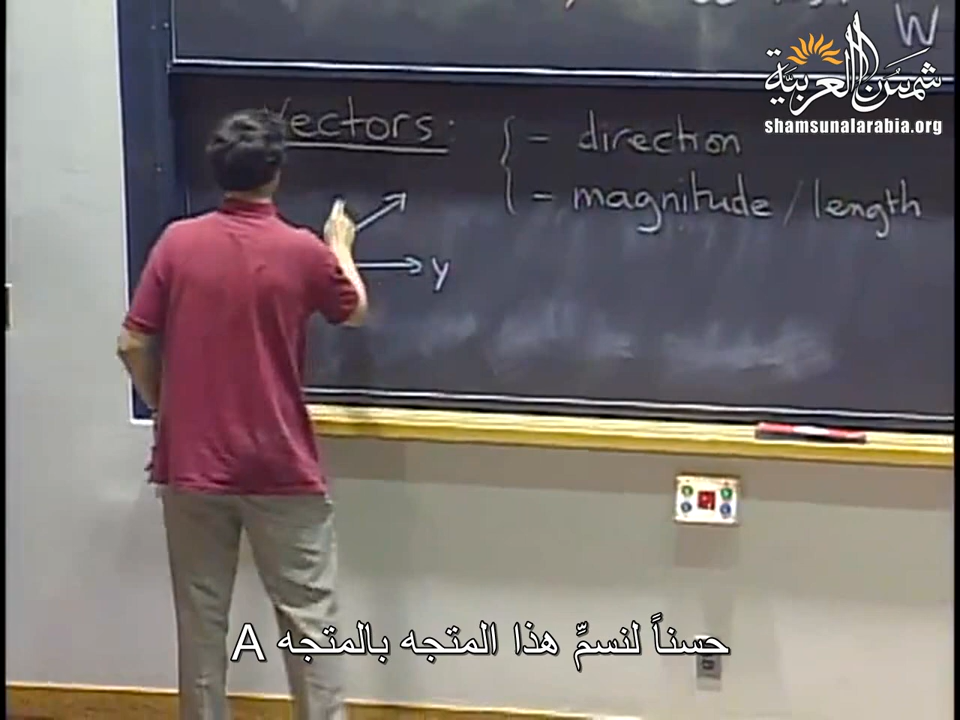 W
شمس العربية
shamsunalarabia.org
Vectors: { - direction
- magnitude / length
y
حسناً لنسمِّ هذا المتجه بالمتجه A